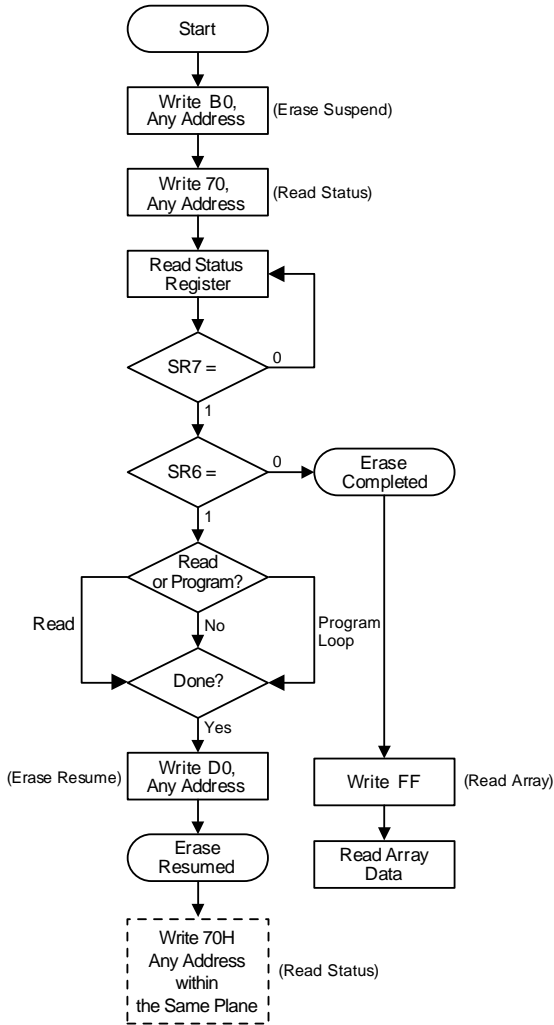 Start
Write B0,
Any Address
(Erase Suspend)
Write 70,
Any Address
(Read Status)
Read Status
Register
SR7 =
0
1
SR6 =
0
Erase
Completed
1
Read
or Program?
Read
No
Program
Loop
Done?
Yes
(Erase Resume)
Write D0,
Any Address
Write FF
(Read Array)
Erase
Resumed
Read Array
Data
Write 70H
Any Address
within
the Same Plane
(Read Status)